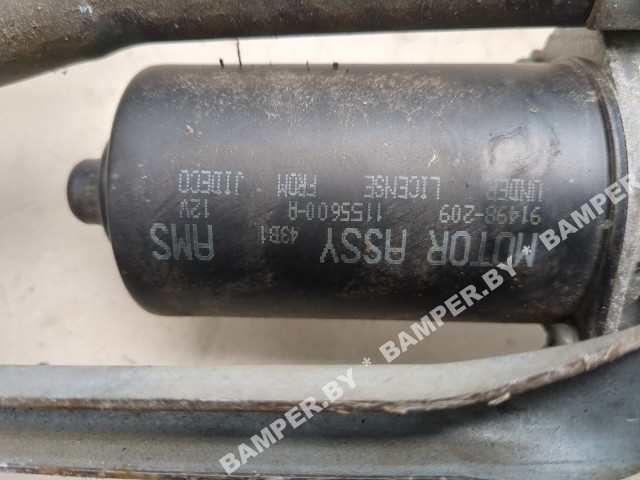 MOTOR ASSY 43B1 AMS
91498-209 1155600-A 12V
UNDER LICENSE FROM JIDECO
BAMPER.BY * BAMPER.BY * BAMPER.BY